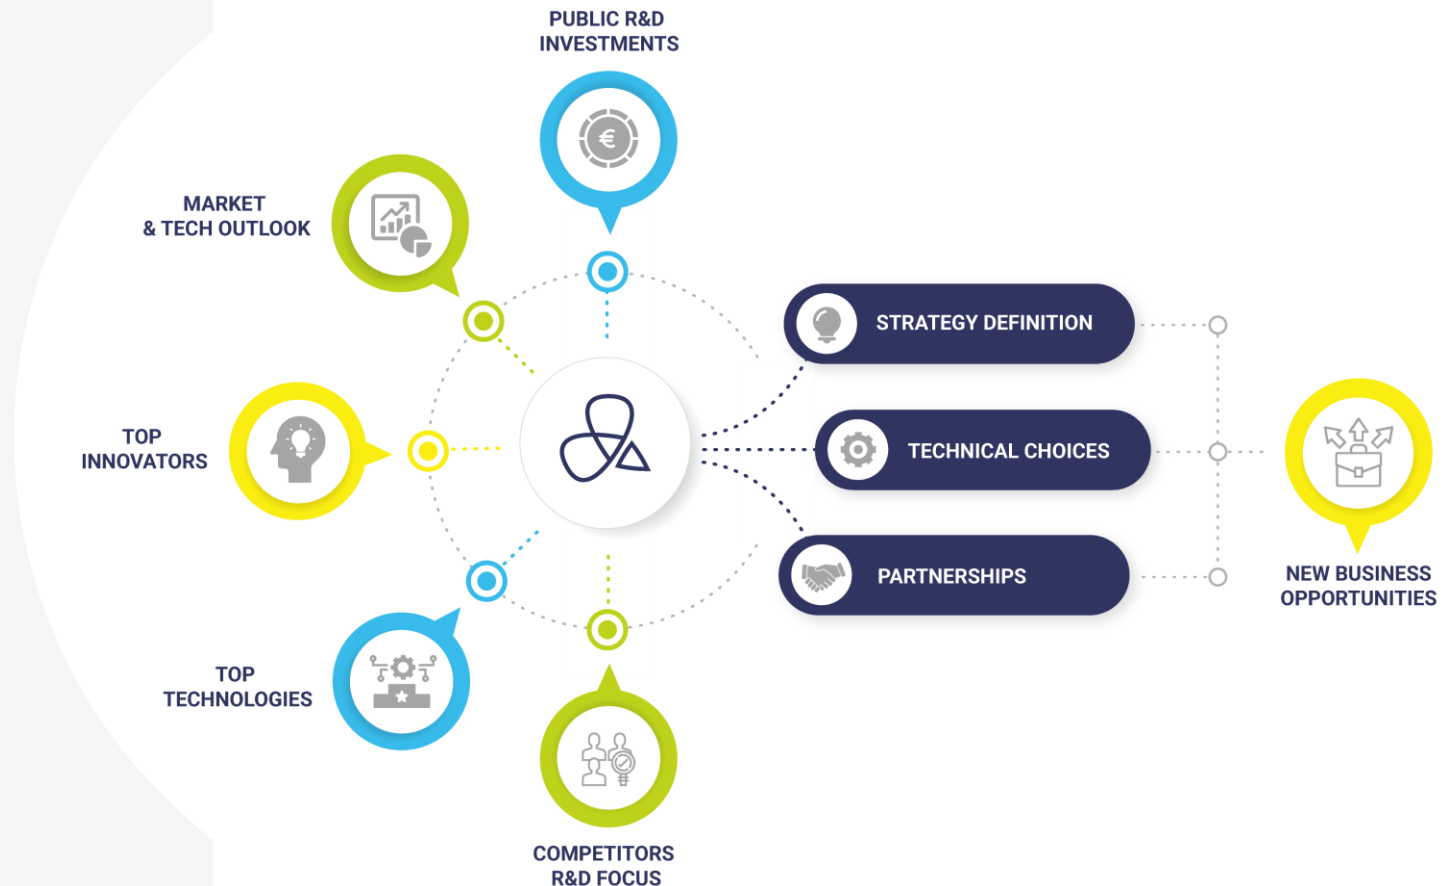 PUBLIC R&D
INVESTMENTS
€
MARKET
& TECH OUTLOOK
TOP
INNOVATORS
TOP
TECHNOLOGIES
COMPETITORS
R&D FOCUS
STRATEGY DEFINITION
TECHNICAL CHOICES
PARTNERSHIPS
NEW BUSINESS
OPPORTUNITIES